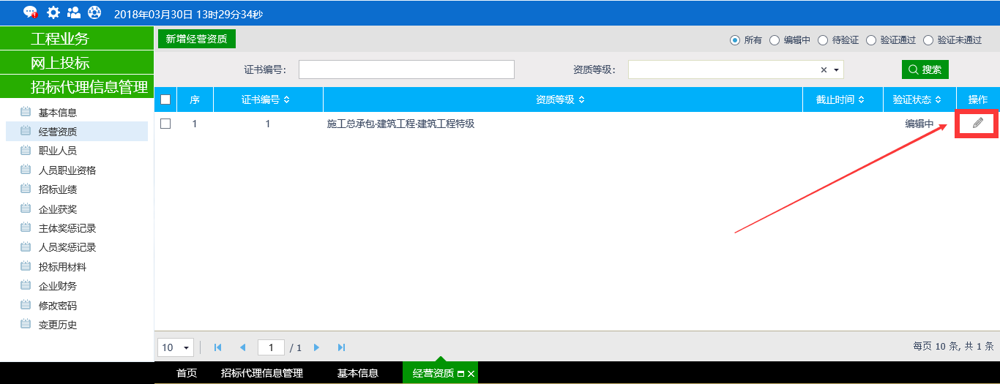 2018年03月30日 13时29分34秒
工程业务
网上投标
招标代理信息管理
基本信息
经营资质
职业人员
人员职业资格
招标业绩
企业获奖
主体奖惩记录
人员奖惩记录
投标用材料
企业财务
修改密码
变更历史
新增经营资质
所有 编辑中 待验证 验证通过 验证未通过
证书编号： 资质等级： 搜索
序 证书编号 资质等级 截止时间 验证状态 操作
1 1 施工总承包·建筑工程·建筑工程特级 编辑中
10 1 / 1 每页 10 条, 共 1 条
首页 招标代理信息管理 基本信息 经营资质